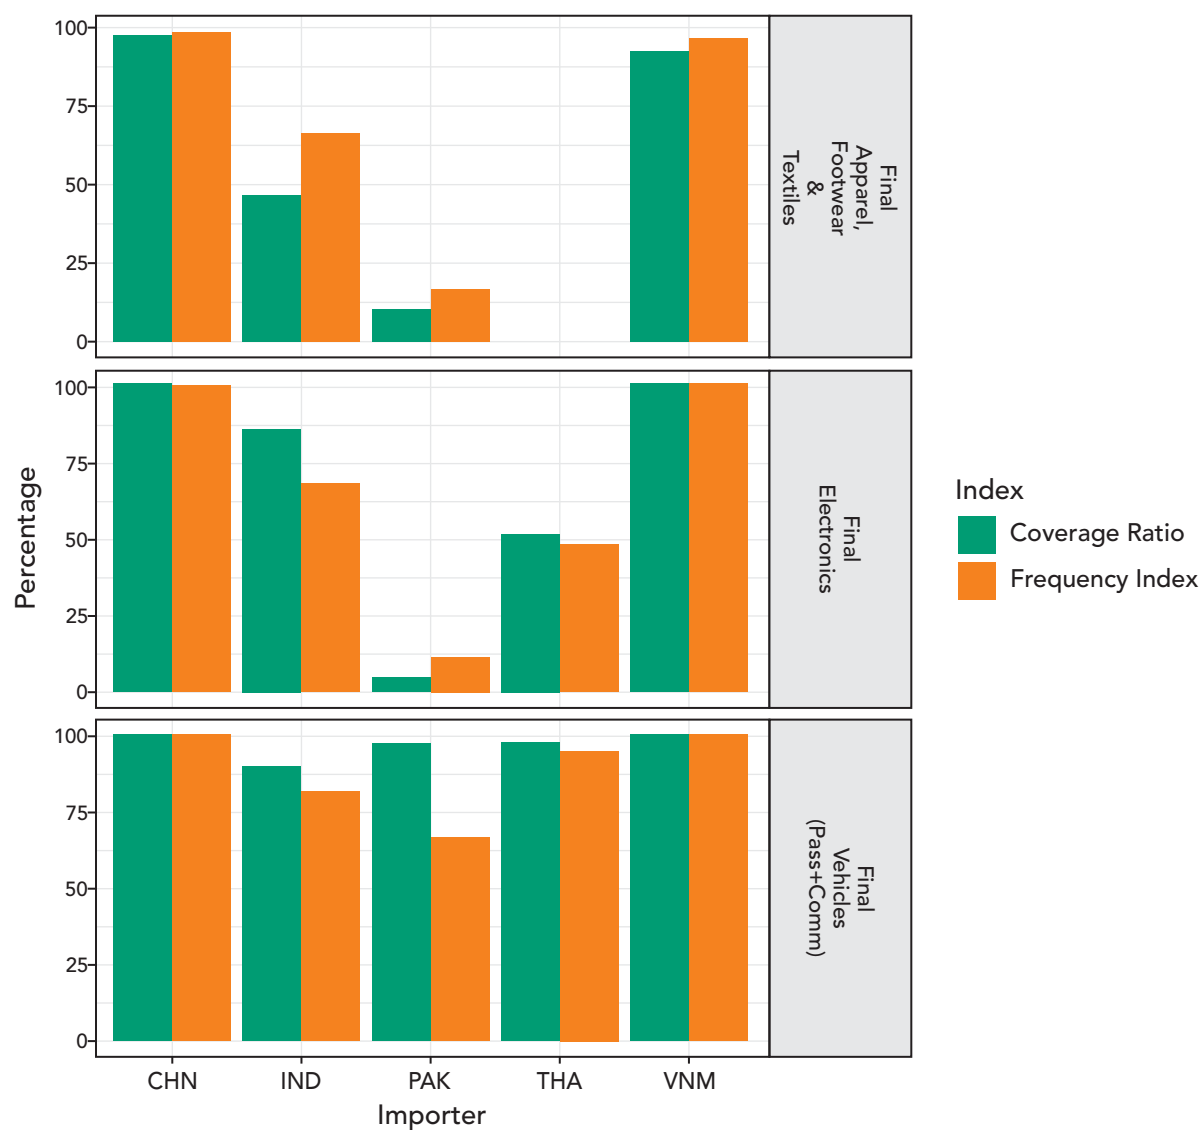 100
75
50
25
0
Final
Apparel,
Footwear
&
Textiles
100
75
50
25
0
Final
Electronics
100
75
50
25
0
Final
Vehicles
(Pass+Comm)
CHN IND PAK THA VNM
Importer
Percentage
Index
Coverage Ratio
Frequency Index